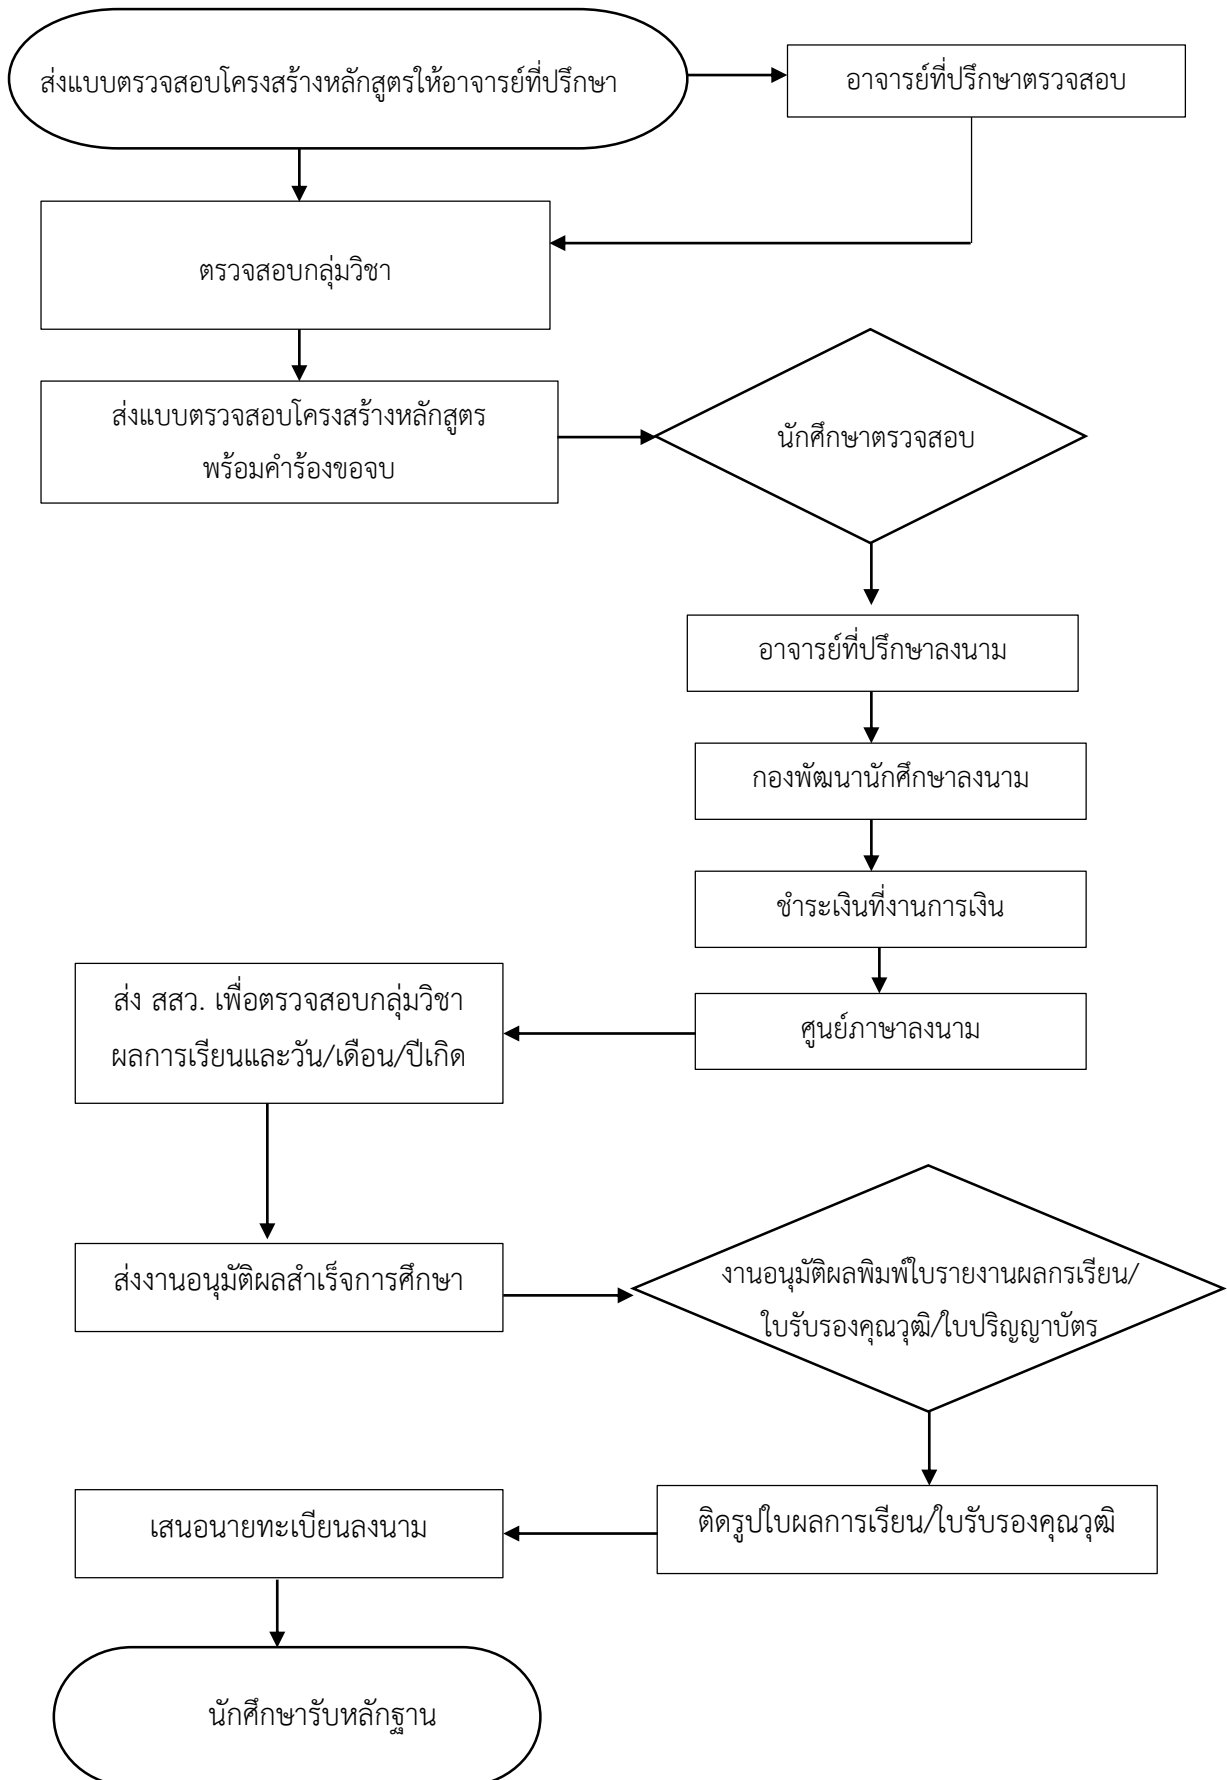 ส่งแบบตรวจสอบโครงสร้างหลักสูตรให้อาจารย์ที่ปรึกษา
อาจารย์ที่ปรึกษาตรวจสอบ
ตรวจสอบกลุ่มวิชา
ส่งแบบตรวจสอบโครงสร้างหลักสูตร
พร้อมคำร้องขอจบ
นักศึกษาตรวจสอบ
อาจารย์ที่ปรึกษาลงนาม
กองพัฒนานักศึกษาลงนาม
ชำระเงินที่งานการเงิน
ศูนย์ภาษาลงนาม
ส่ง สสว. เพื่อตรวจสอบกลุ่มวิชา
ผลการเรียนและวัน/เดือน/ปีเกิด
ส่งงานอนุมัติผลสำเร็จการศึกษา
งานอนุมัติผลพิมพ์ใบรายงานผลกรเรียน/
ใบรับรองคุณวุฒิ/ใบปริญญาบัตร
ติดรูปใบผลการเรียน/ใบรับรองคุณวุฒิ
เสนอนายทะเบียนลงนาม
นักศึกษารับหลักฐาน